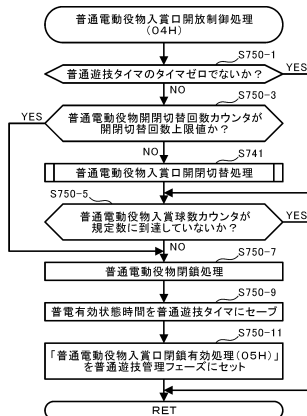 普通電動役物入賞口開放制御処理
(04H)
S750-1
普通遊技タイマのタイマゼロでないか？
YES
NO
S750-3
YES
普通電動役物開閉切替回数カウンタが
開閉切替回数上限値か？
NO
S741
普通電動役物入賞口開閉切替処理
S750-5
普通電動役物入賞球数カウンタが
規定数に到達していないか？
YES
NO
S750-7
普通電動役物閉鎖処理
S750-9
普電有効状態時間を普通遊技タイマにセーブ
S750-11
「普通電動役物入賞口閉鎖有効処理(05H)」
を普通遊技管理フェーズにセット
RET